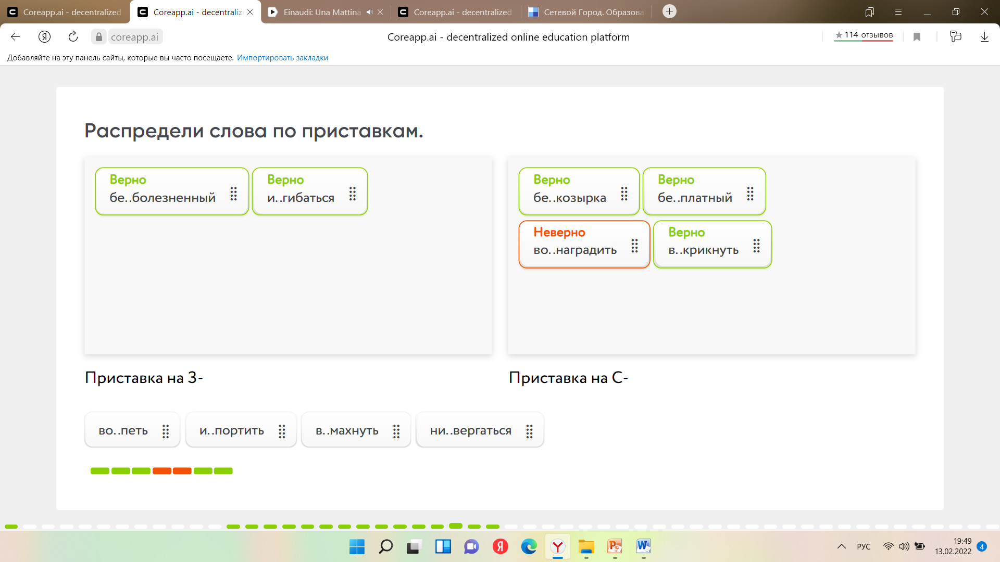 Coreapp.ai - decentralized
Coreapp.ai - decentraliz
Einaudi: Una Mattina
Coreapp.ai - decentralized
Сетевой Город. Образова
coreapp.ai
Coreapp.ai - decentralized online education platform
114 отзывов
Добавляйте на эту панель сайты, которые вы часто посещаете. Импортировать закладки
Распредели слова по приставкам.
Верно
бе..болезненный
Верно
и..гибаться
Верно
бе..козырка
Верно
бе..платный
Неверно
во..наградить
Верно
в..крикнуть
Приставка на З-
Приставка на С-
во..петь
и..портить
в..махнуть
ни..вергаться
РУС
19:49
13.02.2022
4